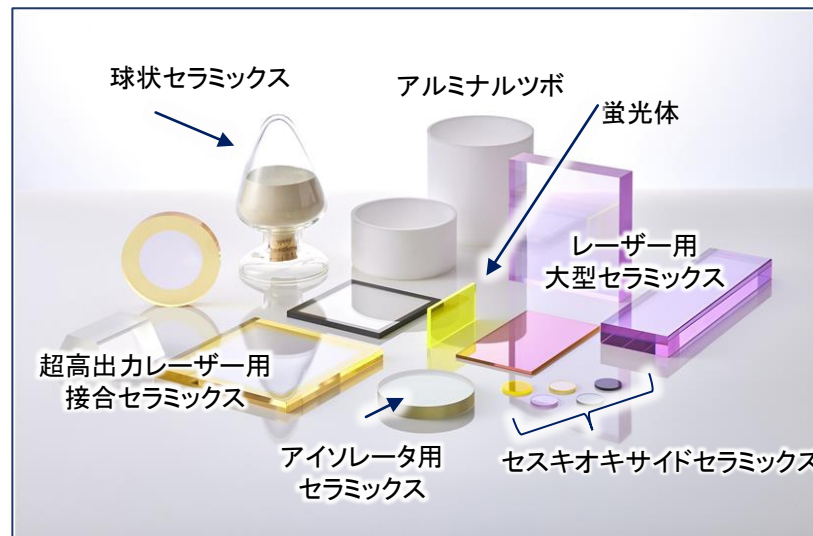 球状セラミックス
アルミナルツボ
蛍光体
レーザー用
大型セラミックス
超高出力レーザー用
接合セラミックス
アイソレータ用
セラミックス
セスキオキサイドセラミックス